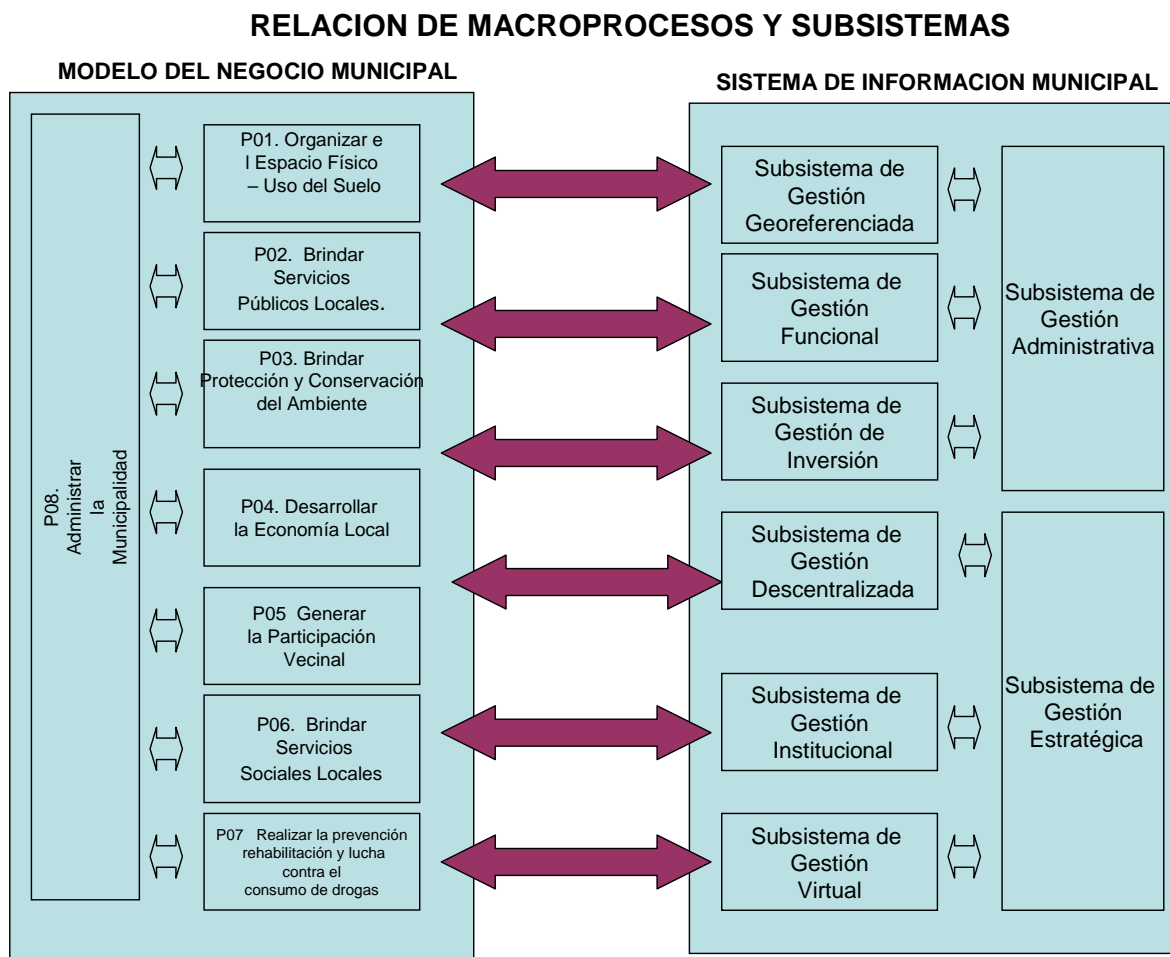 RELACION DE MACROPROCESOS Y SUBSISTEMAS
MODELO DEL NEGOCIO MUNICIPAL
P08.
Administrar
la
Municipalidad
P01. Organizar e
l Espacio Físico
– Uso del Suelo
P02. Brindar
Servicios
Públicos Locales.
P03. Brindar
Protección y Conservación
del Ambiente
P04. Desarrollar
la Economía Local
P05 Generar
la Participación
Vecinal
P06. Brindar
Servicios
Sociales Locales
P07 Realizar la prevención
rehabilitación y lucha
contra el
consumo de drogas
SISTEMA DE INFORMACION MUNICIPAL
Subsistema de
Gestión
Georeferenciada
Subsistema de
Gestión
Funcional
Subsistema de
Gestión de
Inversión
Subsistema de
Gestión
Descentralizada
Subsistema de
Gestión
Institucional
Subsistema de
Gestión
Virtual
Subsistema de
Gestión
Administrativa
Subsistema de
Gestión
Estratégica